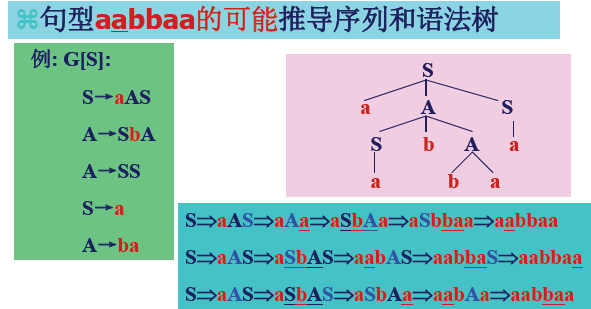 ⌘句型aabbaa的可能推导序列和语法树
例: G[S]:
S→aAS
A→SbA
A→SS
S→a
A→ba
S
a A S
S b A a
a b a
S⇒aAS⇒aAa⇒aSbAa⇒aSbbaa⇒aabbaa
S⇒aAS⇒aSbAS⇒aabAS⇒aabbaS⇒aabbaa
S⇒aAS⇒aSbAS⇒aSbAa⇒aabAa⇒aabbaa